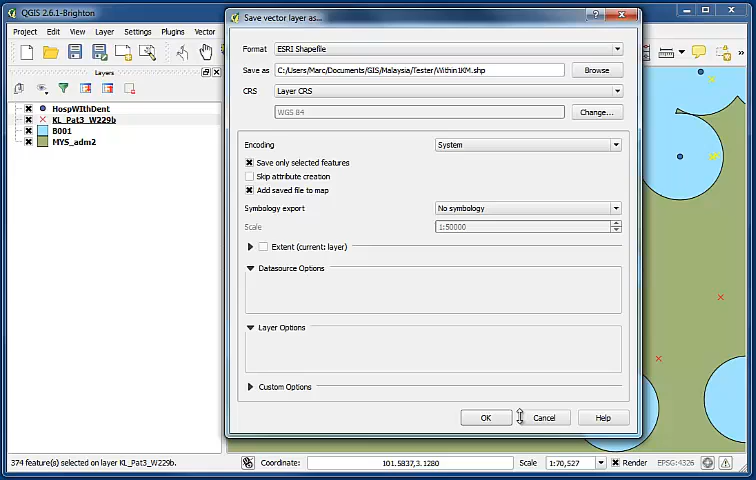 QGIS 2.6.1-Brighton
Project Edit View Layer Settings Plugins Vector
Layers
HospWIthDent
KL_Pat3_W229b
B001
MYS_adm2
Save vector layer as...
Format ESRI Shapefile
Save as C:/Users/Marc/Documents/GIS/Malaysia/Tester/Within1KM.shp Browse
CRS Layer CRS
WGS 84 Change...
Encoding System
Save only selected features
Skip attribute creation
Add saved file to map
Symbology export No symbology
Scale 1:50000
Extent (current: layer)
Datasource Options
Layer Options
Custom Options
OK Cancel Help
374 feature(s) selected on layer KL_Pat3_W229b. Coordinate: 101.5837,3.1280 Scale 1:70,527 Render EPSG:4326